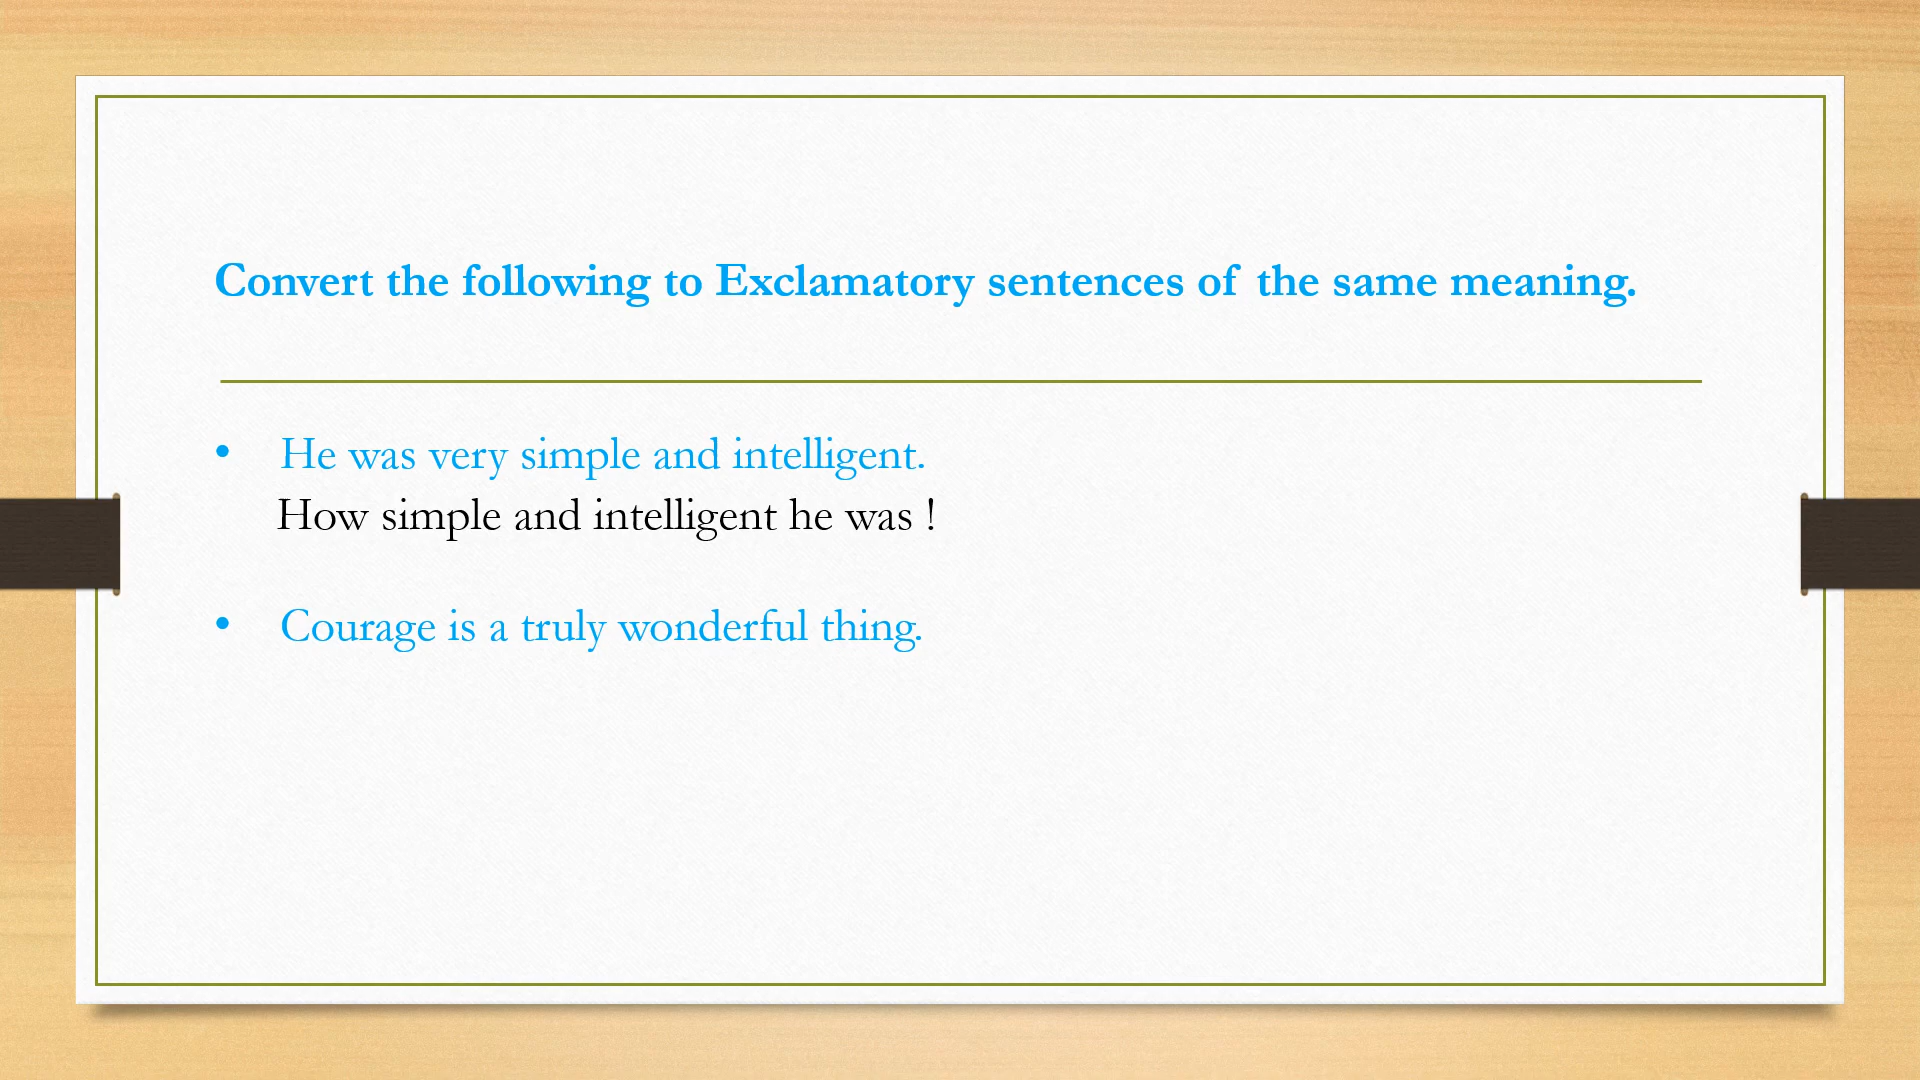 Convert the following to Exclamatory sentences of the same meaning.
• He was very simple and intelligent.
How simple and intelligent he was !
• Courage is a truly wonderful thing.